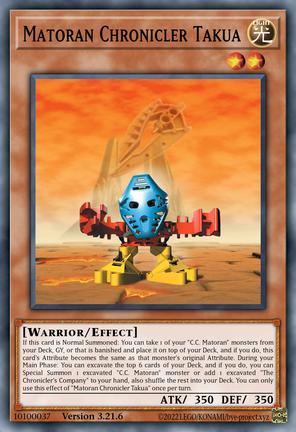 MATORAN CHRONICLER TAKUA
LIGHT
光
[WARRIOR/EFFECT]
If this card is Normal Summoned: You can take 1 of your "C.C. Matoran" monsters from
your Deck, GY, or that is banished and place it on top of your Deck, and if you do, this
card's Attribute becomes the same as that monster's original Attribute. During your
Main Phase: You can excavate the top 6 cards of your Deck, and if you do, you can
Special Summon 1 excavated "C.C. Matoran" monster or add 1 excavated "The
Chronicler's Company" to your hand, also shuffle the rest into your Deck. You can only
use this effect of "Matoran Chronicler Takua" once per turn.
ATK/ 350 DEF/ 350
10100037 Version 3.21.6 ©2022LEGO/KONAMI/bye-project.xyz